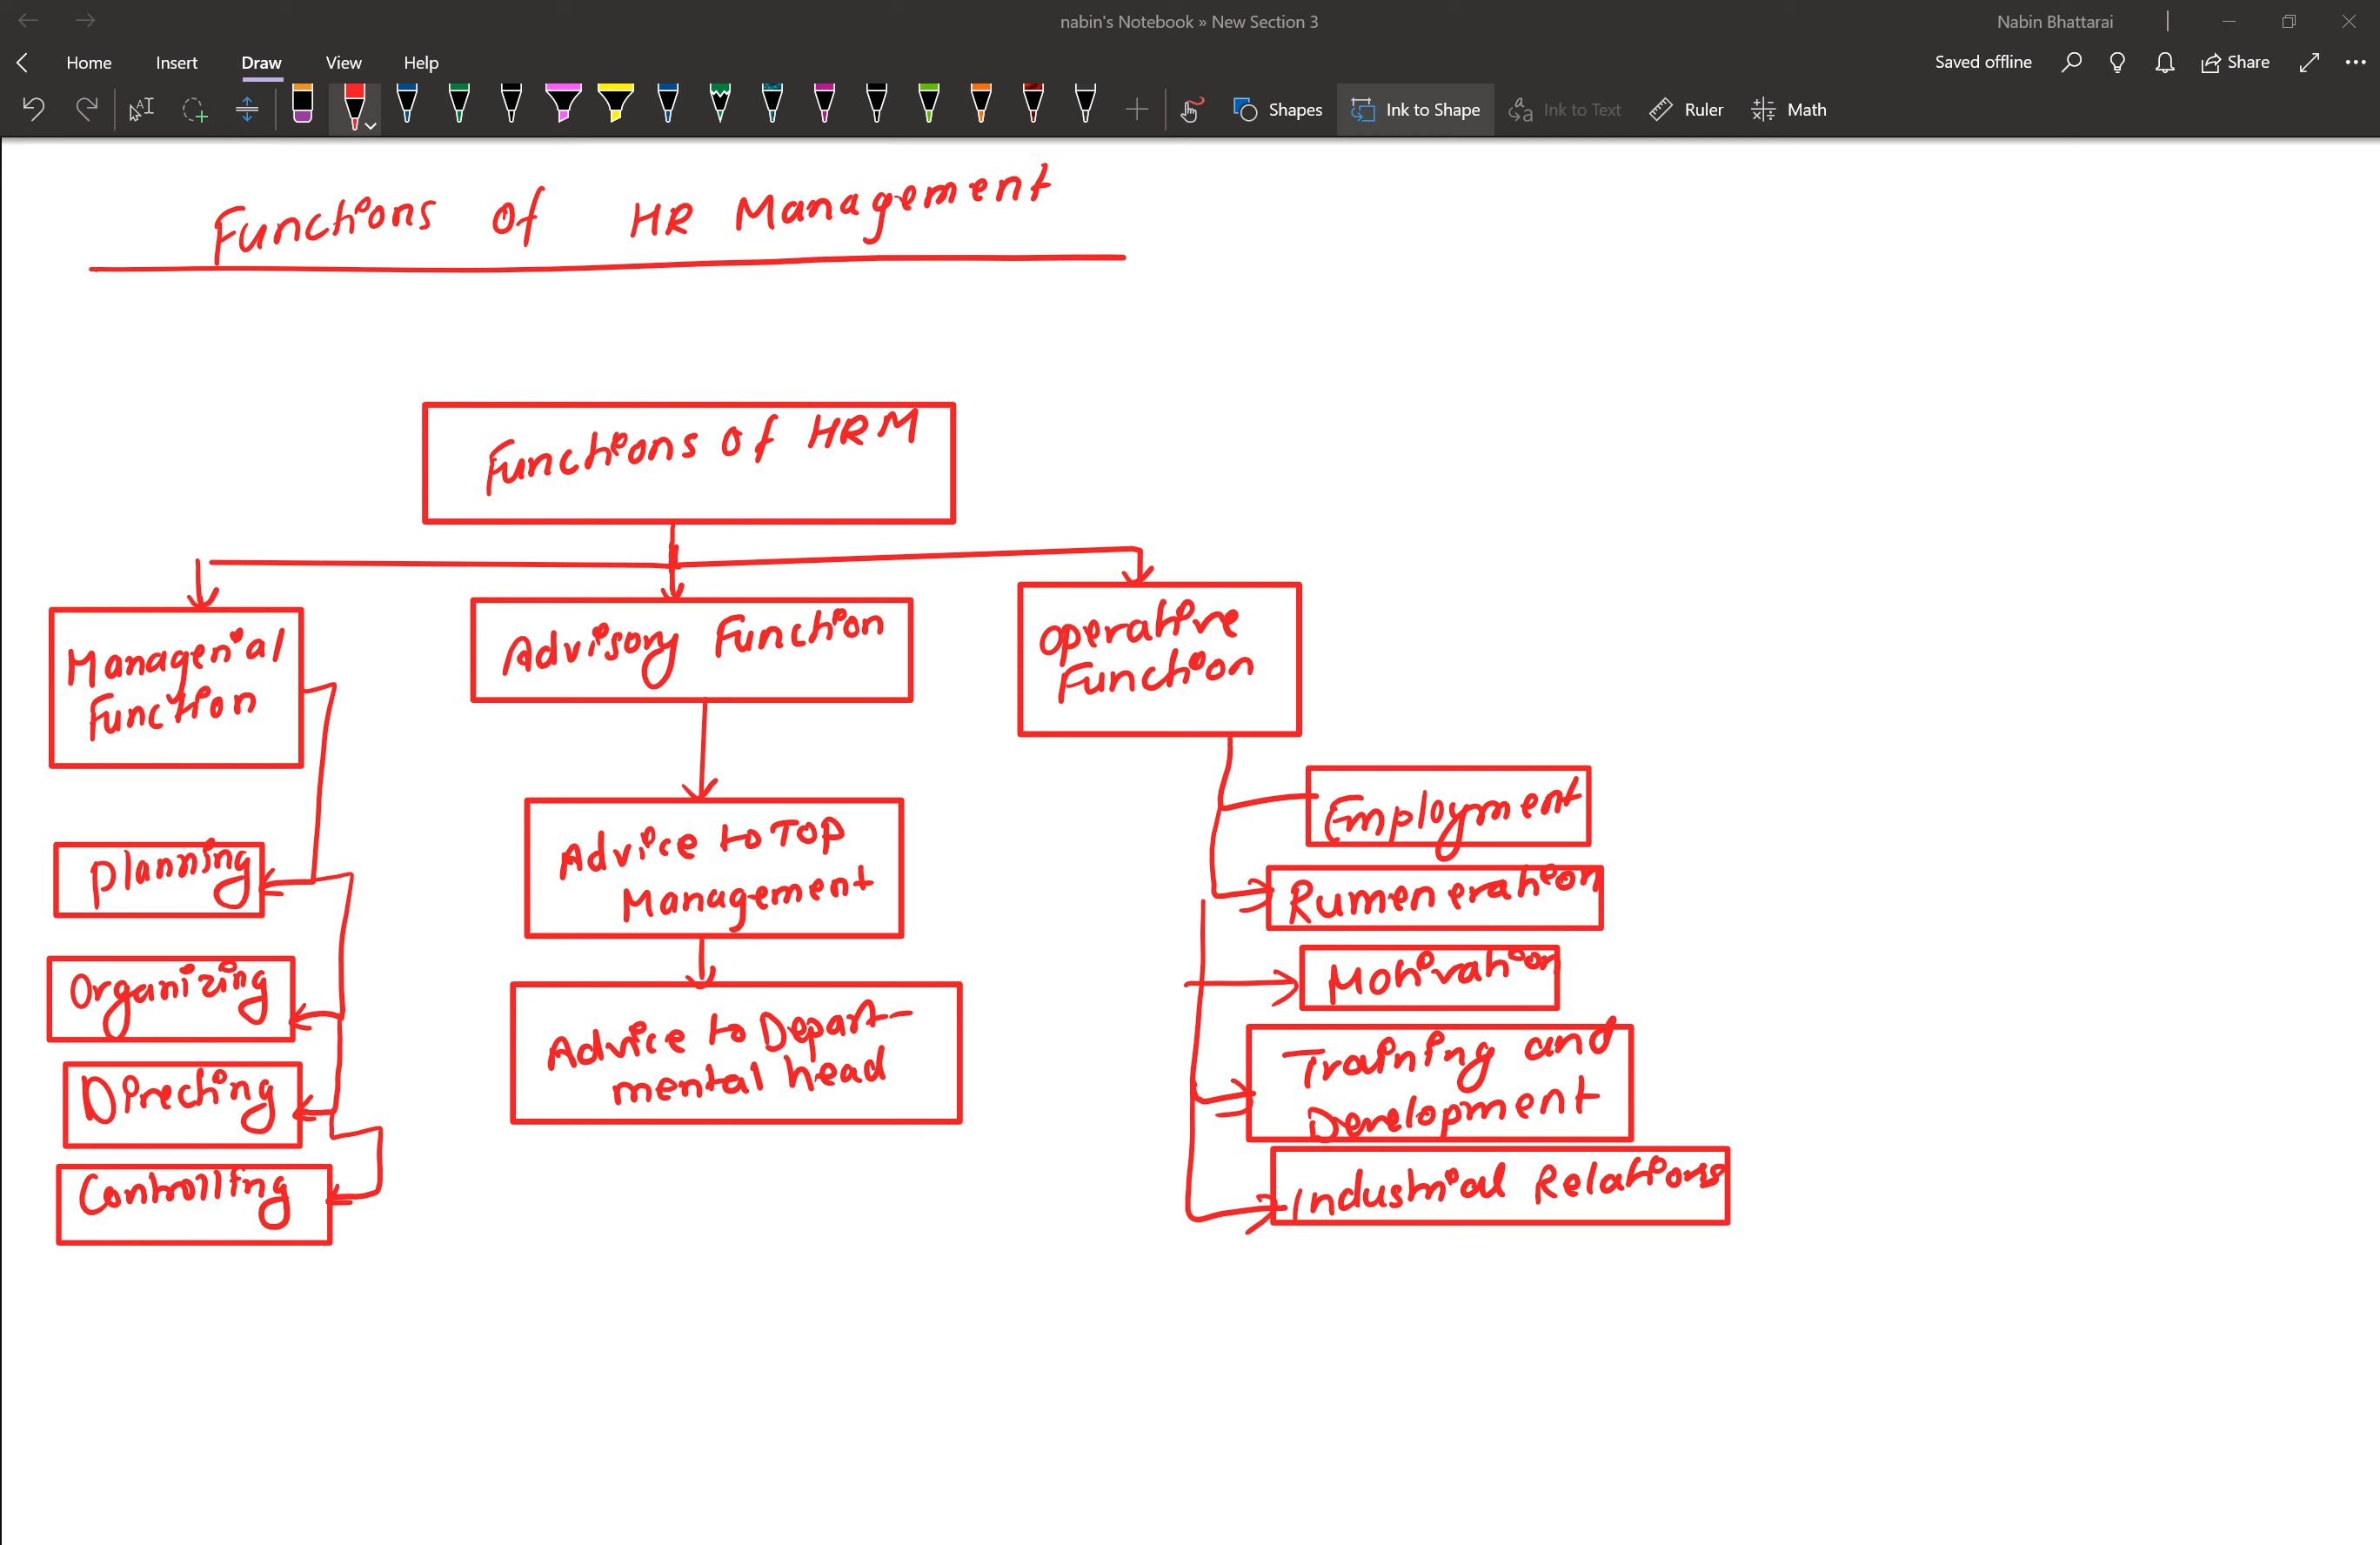 nabin's Notebook » New Section 3
Nabin Bhattarai
Home Insert Draw View Help
Saved offline
Share
Shapes
Ink to Shape
Ink to Text
Ruler
Math
Functions of HR Management
Functions of HRM
Managerial
Function
Planning
Organizing
Directing
Controlling
Advisory Function
Advice to Top
Management
Advice to Depart-
mental head
Operative
Function
Employment
Rumeneration
Motivation
Training and
Development
Industrial Relations